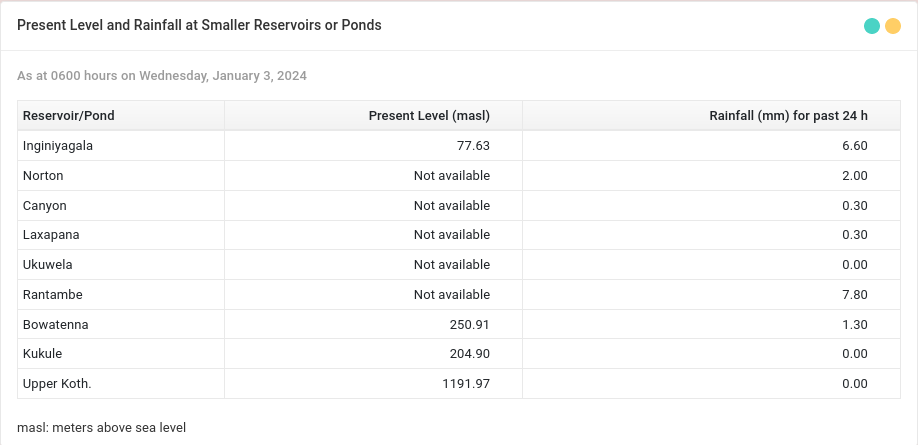 Present Level and Rainfall at Smaller Reservoirs or Ponds
As at 0600 hours on Wednesday, January 3, 2024
Reservoir/Pond Present Level (masl) Rainfall (mm) for past 24 h
Inginiyagala 77.63 6.60
Norton Not available 2.00
Canyon Not available 0.30
Laxapana Not available 0.30
Ukuwela Not available 0.00
Rantambe Not available 7.80
Bowatenna 250.91 1.30
Kukule 204.90 0.00
Upper Koth. 1191.97 0.00
masl: meters above sea level